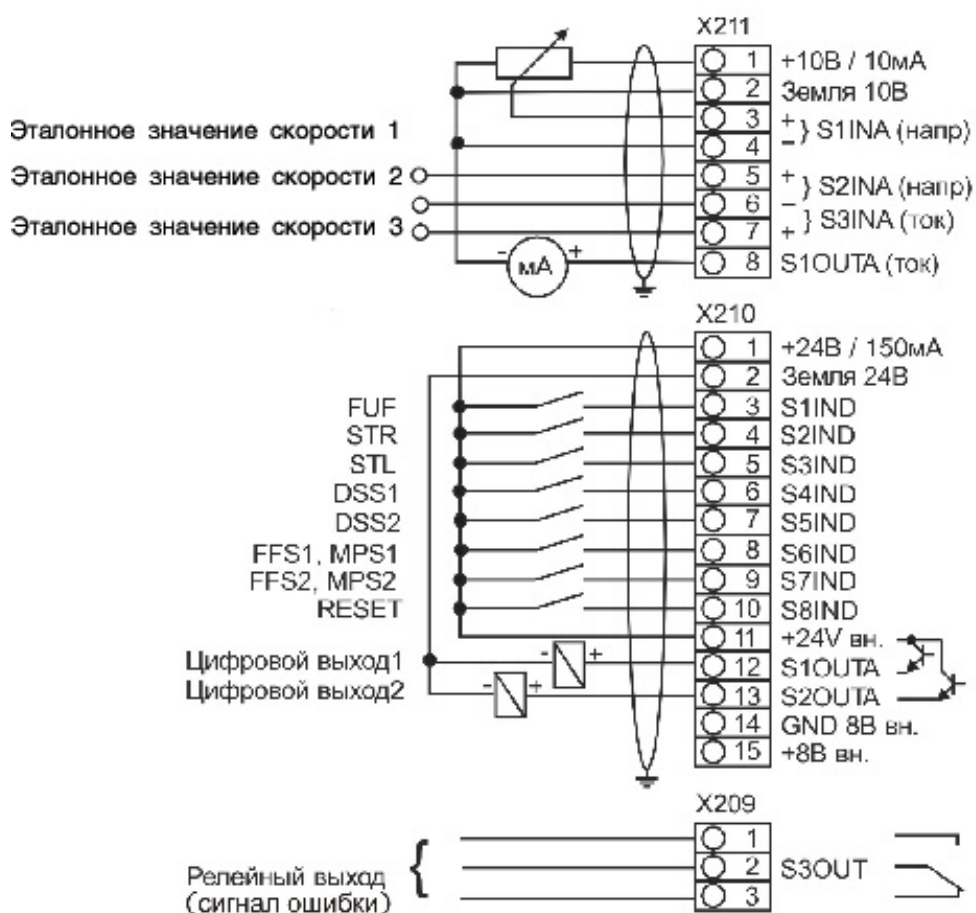 X211
1 +10В / 10мА
2 Земля 10В
Эталонное значение скорости 1
3 + } S1INA (напр)
4 −
Эталонное значение скорости 2
5 + } S2INA (напр)
6 −
Эталонное значение скорости 3
7 + } S3INA (ток)
- мА +
8 S1OUTA (ток)
X210
1 +24В / 150мА
2 Земля 24В
FUF 3 S1IND
STR 4 S2IND
STL 5 S3IND
DSS1 6 S4IND
DSS2 7 S5IND
FFS1, MPS1 8 S6IND
FFS2, MPS2 9 S7IND
RESET 10 S8IND
11 +24V вн.
Цифровой выход1 - + 12 S1OUTA
Цифровой выход2 - + 13 S2OUTA
14 GND 8В вн.
15 +8В вн.
X209
1
2 S3OUT
3
Релейный выход
(сигнал ошибки)